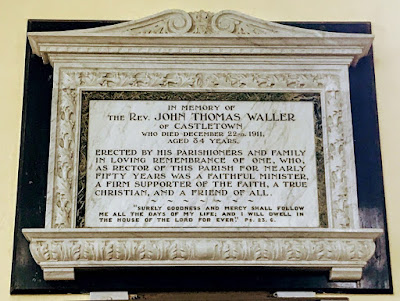 IN MEMORY OF
THE REV. JOHN THOMAS WALLER
OF CASTLETOWN
WHO DIED DECEMBER 22ND. 1911,
AGED 84 YEARS.
ERECTED BY HIS PARISHIONERS AND FAMILY
IN LOVING REMEMBRANCE OF ONE, WHO,
AS RECTOR OF THIS PARISH FOR NEARLY
FIFTY YEARS WAS A FAITHFUL MINISTER,
A FIRM SUPPORTER OF THE FAITH, A TRUE
CHRISTIAN, AND A FRIEND OF ALL.
"SURELY GOODNESS AND MERCY SHALL FOLLOW
ME ALL THE DAYS OF MY LIFE; AND I WILL DWELL IN
THE HOUSE OF THE LORD FOR EVER." PS. 23. 6.